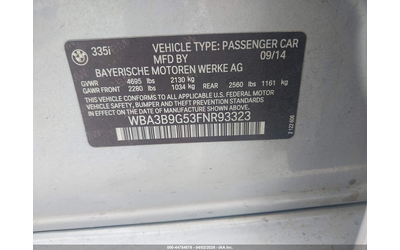 335i VEHICLE TYPE: PASSENGER CAR
MFD BY 09/14
BAYERISCHE MOTOREN WERKE AG
GVWR 4695 lbs 2130 kg
GAWR FRONT 2280 lbs 1034 kg REAR 2560 lbs 1161 kg
THIS VEHICLE CONFORMS TO ALL APPLICABLE
U.S. FEDERAL MOTOR VEHICLE SAFETY,
BUMPER, AND THEFT PREVENTION STANDARDS
IN EFFECT ON THE DATE OF MANUFACTURE
SHOWN ABOVE.
WBA3B9G53FNR93323